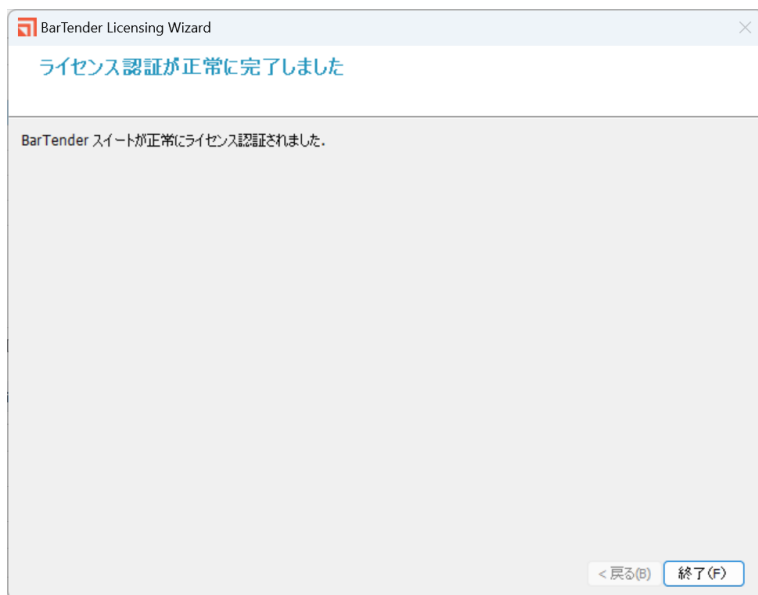 BarTender Licensing Wizard
ライセンス認証が正常に完了しました
BarTender スイートが正常にライセンス認証されました.
< 戻る(B)
終了(F)